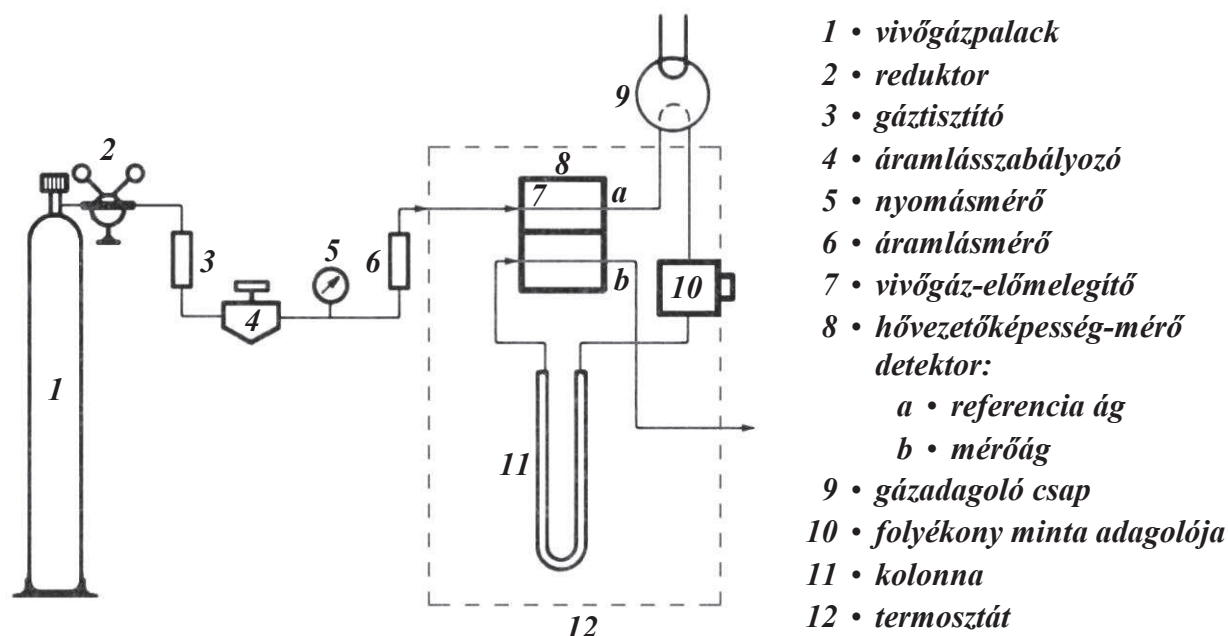 1 • vivőgázpalack
2 • reduktor
3 • gáztisztító
4 • áramlásszabályozó
5 • nyomásmérő
6 • áramlásmérő
7 • vivőgáz-előmelegítő
8 • hővezetőképesség-mérő
detektor:
a • referencia ág
b • mérőág
9 • gázadagoló csap
10 • folyékony minta adagolója
11 • kolonna
12 • termosztát
9
2
8
7 a
5
3
6
b
10
4
1
11
12